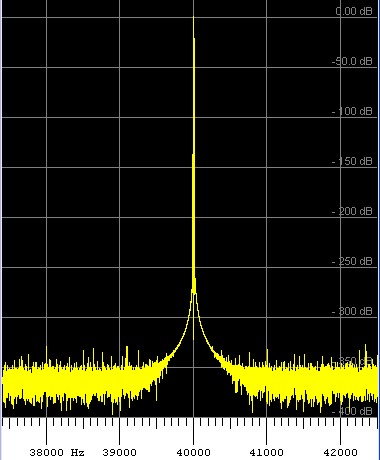 0.00 dB
-50.0 dB
- 100 dB
- 150 dB
- 200 dB
- 250 dB
- 300 dB
- 350 dB
- 400 dB
38000 Hz 39000 40000 41000 42000